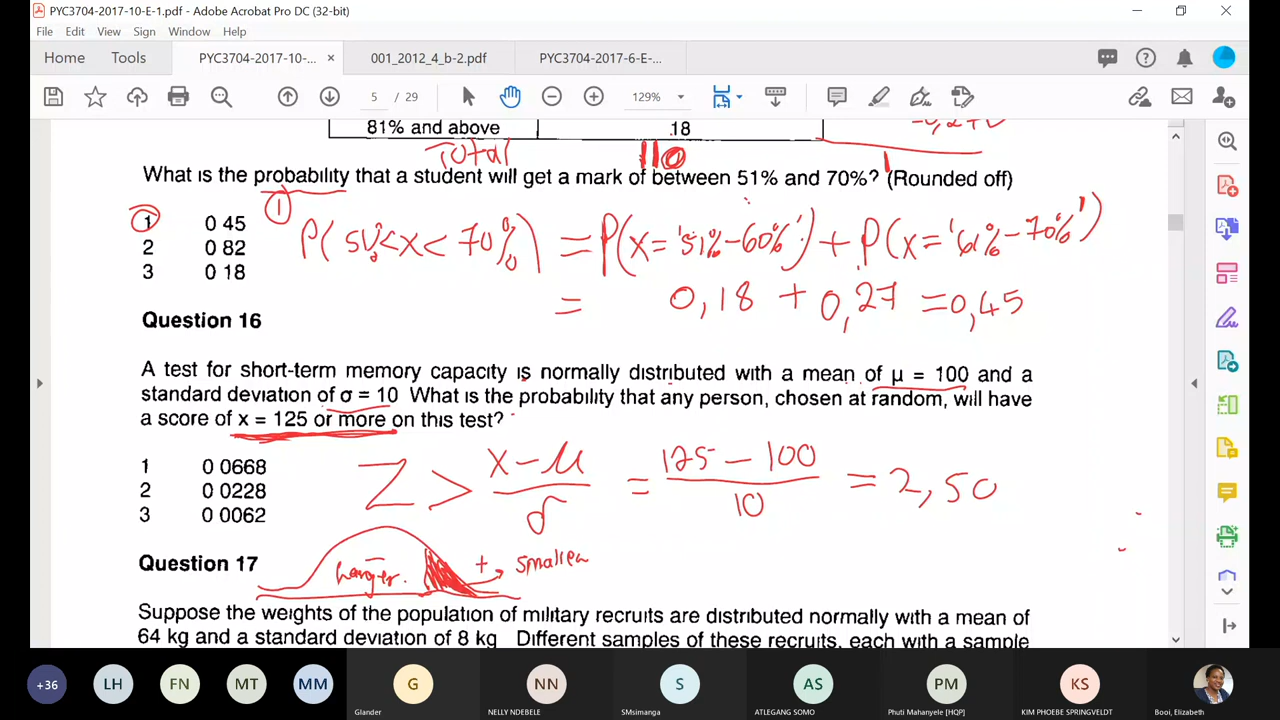 PYC3704-2017-10-E-1.pdf - Adobe Acrobat Pro DC (32-bit)
File Edit View Sign Window Help
Home Tools PYC3704-2017-10-... × 001_2012_4_b-2.pdf PYC3704-2017-6-E-...
5 / 29 129%
81% and above .18
Total 110 1
What is the probability that a student will get a mark of between 51% and 70%? (Rounded off)
1 0 45
2 0 82
3 0 18
① P(51%<x<70%) = P(x='51%-60%') + P(x='61%-70%')
= 0,18 + 0,27 = 0,45
Question 16
A test for short-term memory capacity is normally distributed with a mean of μ = 100 and a
standard deviation of σ = 10 What is the probability that any person, chosen at random, will have
a score of x = 125 or more on this test?
1 0 0668
2 0 0228
3 0 0062
Z > x-μ / σ = 125 - 100 / 10 = 2,50
Question 17
larger. + smaller
Suppose the weights of the population of military recruits are distributed normally with a mean of
64 kg and a standard deviation of 8 kg Different samples of these recruits, each with a sample
+36 LH FN MT MM G NN S AS PM KS
Glander NELLY NDEBELE SMsimanga ATLEGANG SOMO Phuti Mahanyele [HQP] KIM PHOEBE SPRINGVELDT Booi, Elizabeth